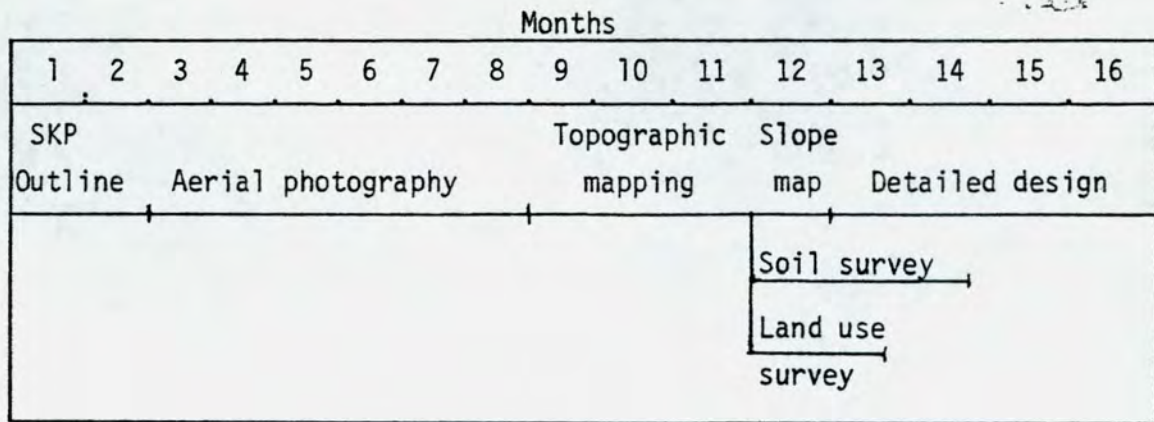 Months
1 2 3 4 5 6 7 8 9 10 11 12 13 14 15 16
SKP Topographic Slope
Outline Aerial photography mapping map Detailed design
Soil survey
Land use
survey